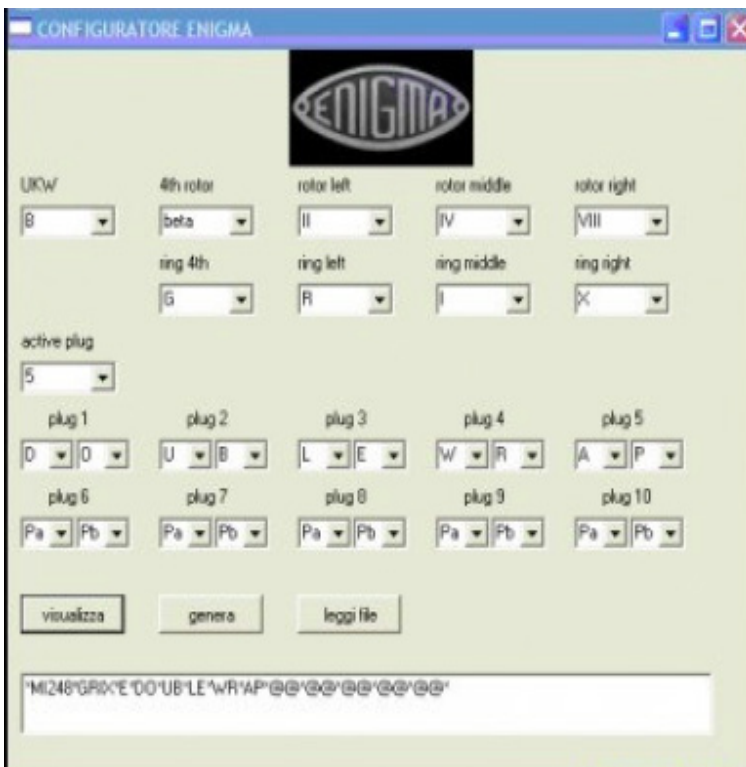 CONFIGURATORE ENIGMA
ENIGMA
UKW 4th rotor rotor left rotor middle rotor right
B beta II IV VIII
ring 4th ring left ring middle ring right
G R I X
active plug
5
plug 1 plug 2 plug 3 plug 4 plug 5
D O U B L E W R A P
plug 6 plug 7 plug 8 plug 9 plug 10
Pa Pb Pa Pb Pa Pb Pa Pb Pa Pb
visualizza genera leggi file
*MI248*GRIX*E*DO*UB*LE*WR*AP*@@*@@*@@*@@*@@*